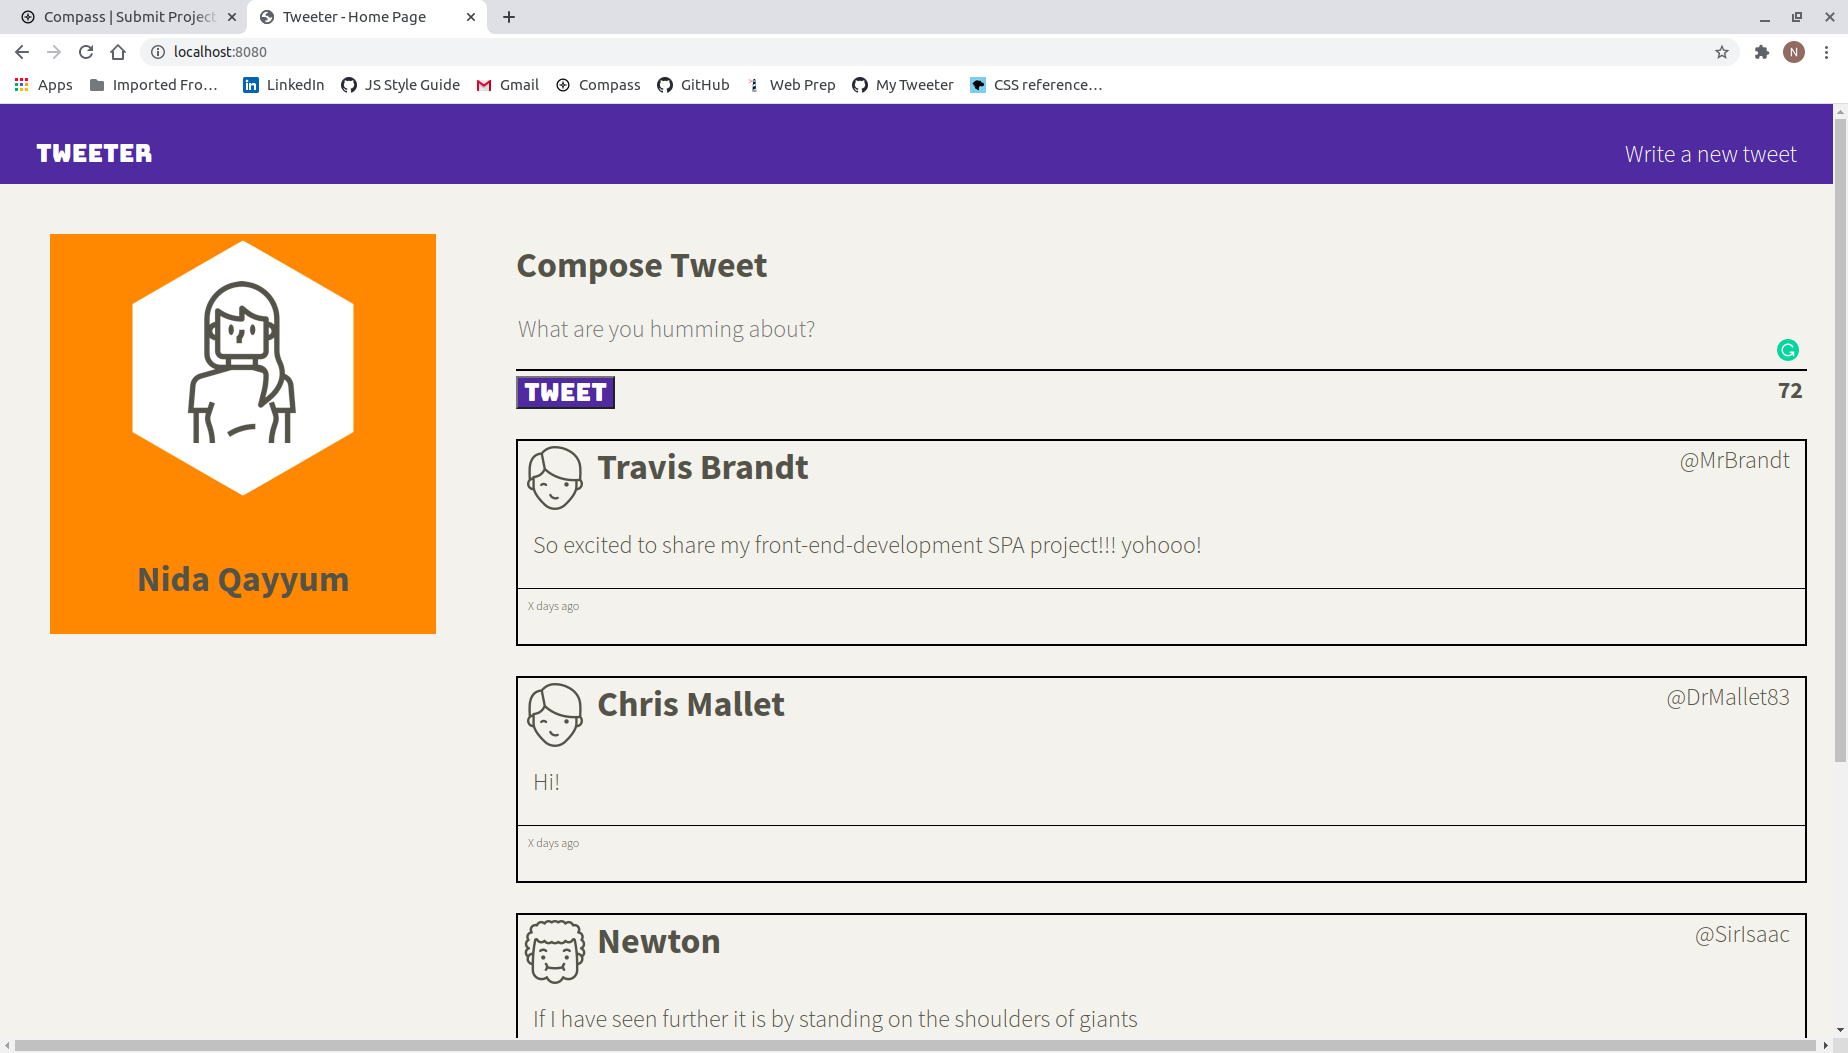 Compass | Submit Project
Tweeter - Home Page
localhost:8080
N
Apps
Imported Fro…
LinkedIn
JS Style Guide
Gmail
Compass
GitHub
Web Prep
My Tweeter
CSS reference…
TWEETER
Write a new tweet
Nida Qayyum
Compose Tweet
What are you humming about?
TWEET
72
Travis Brandt
@MrBrandt
So excited to share my front-end-development SPA project!!! yohooo!
X days ago
Chris Mallet
@DrMallet83
Hi!
X days ago
Newton
@SirIsaac
If I have seen further it is by standing on the shoulders of giants